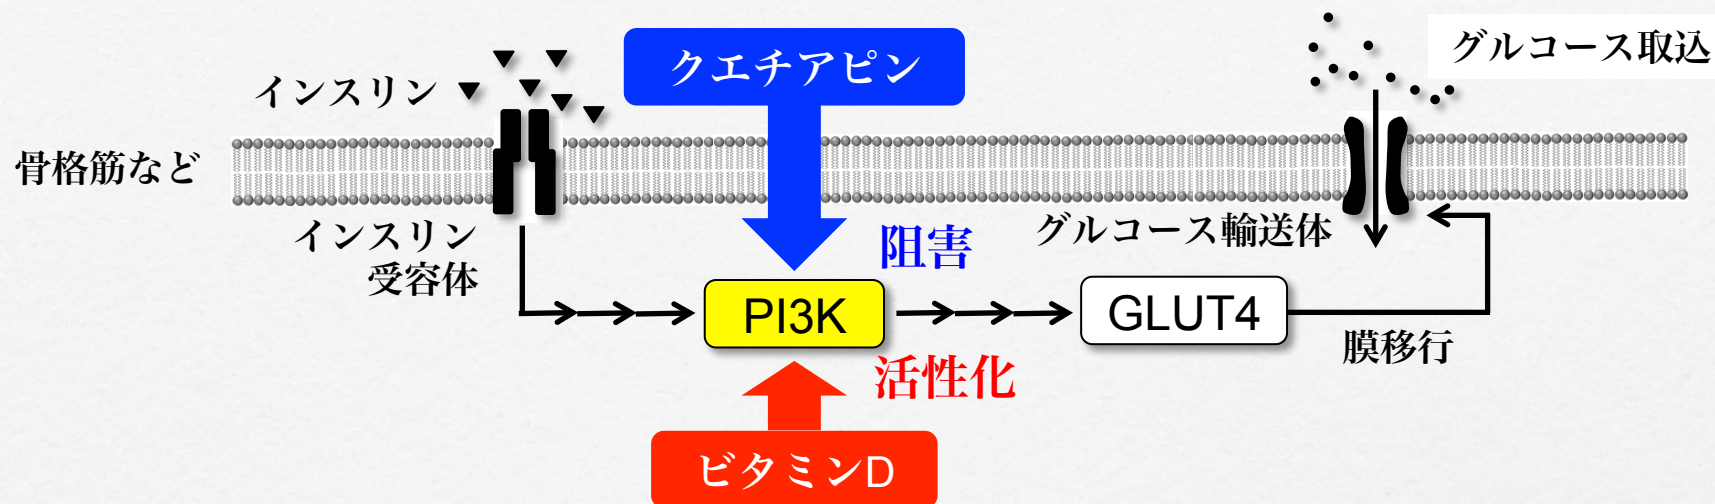 クエチアピン
グルコース取込
インスリン
骨格筋など
インスリン
受容体
阻害
グルコース輸送体
PI3K
GLUT4
活性化
膜移行
ビタミンD